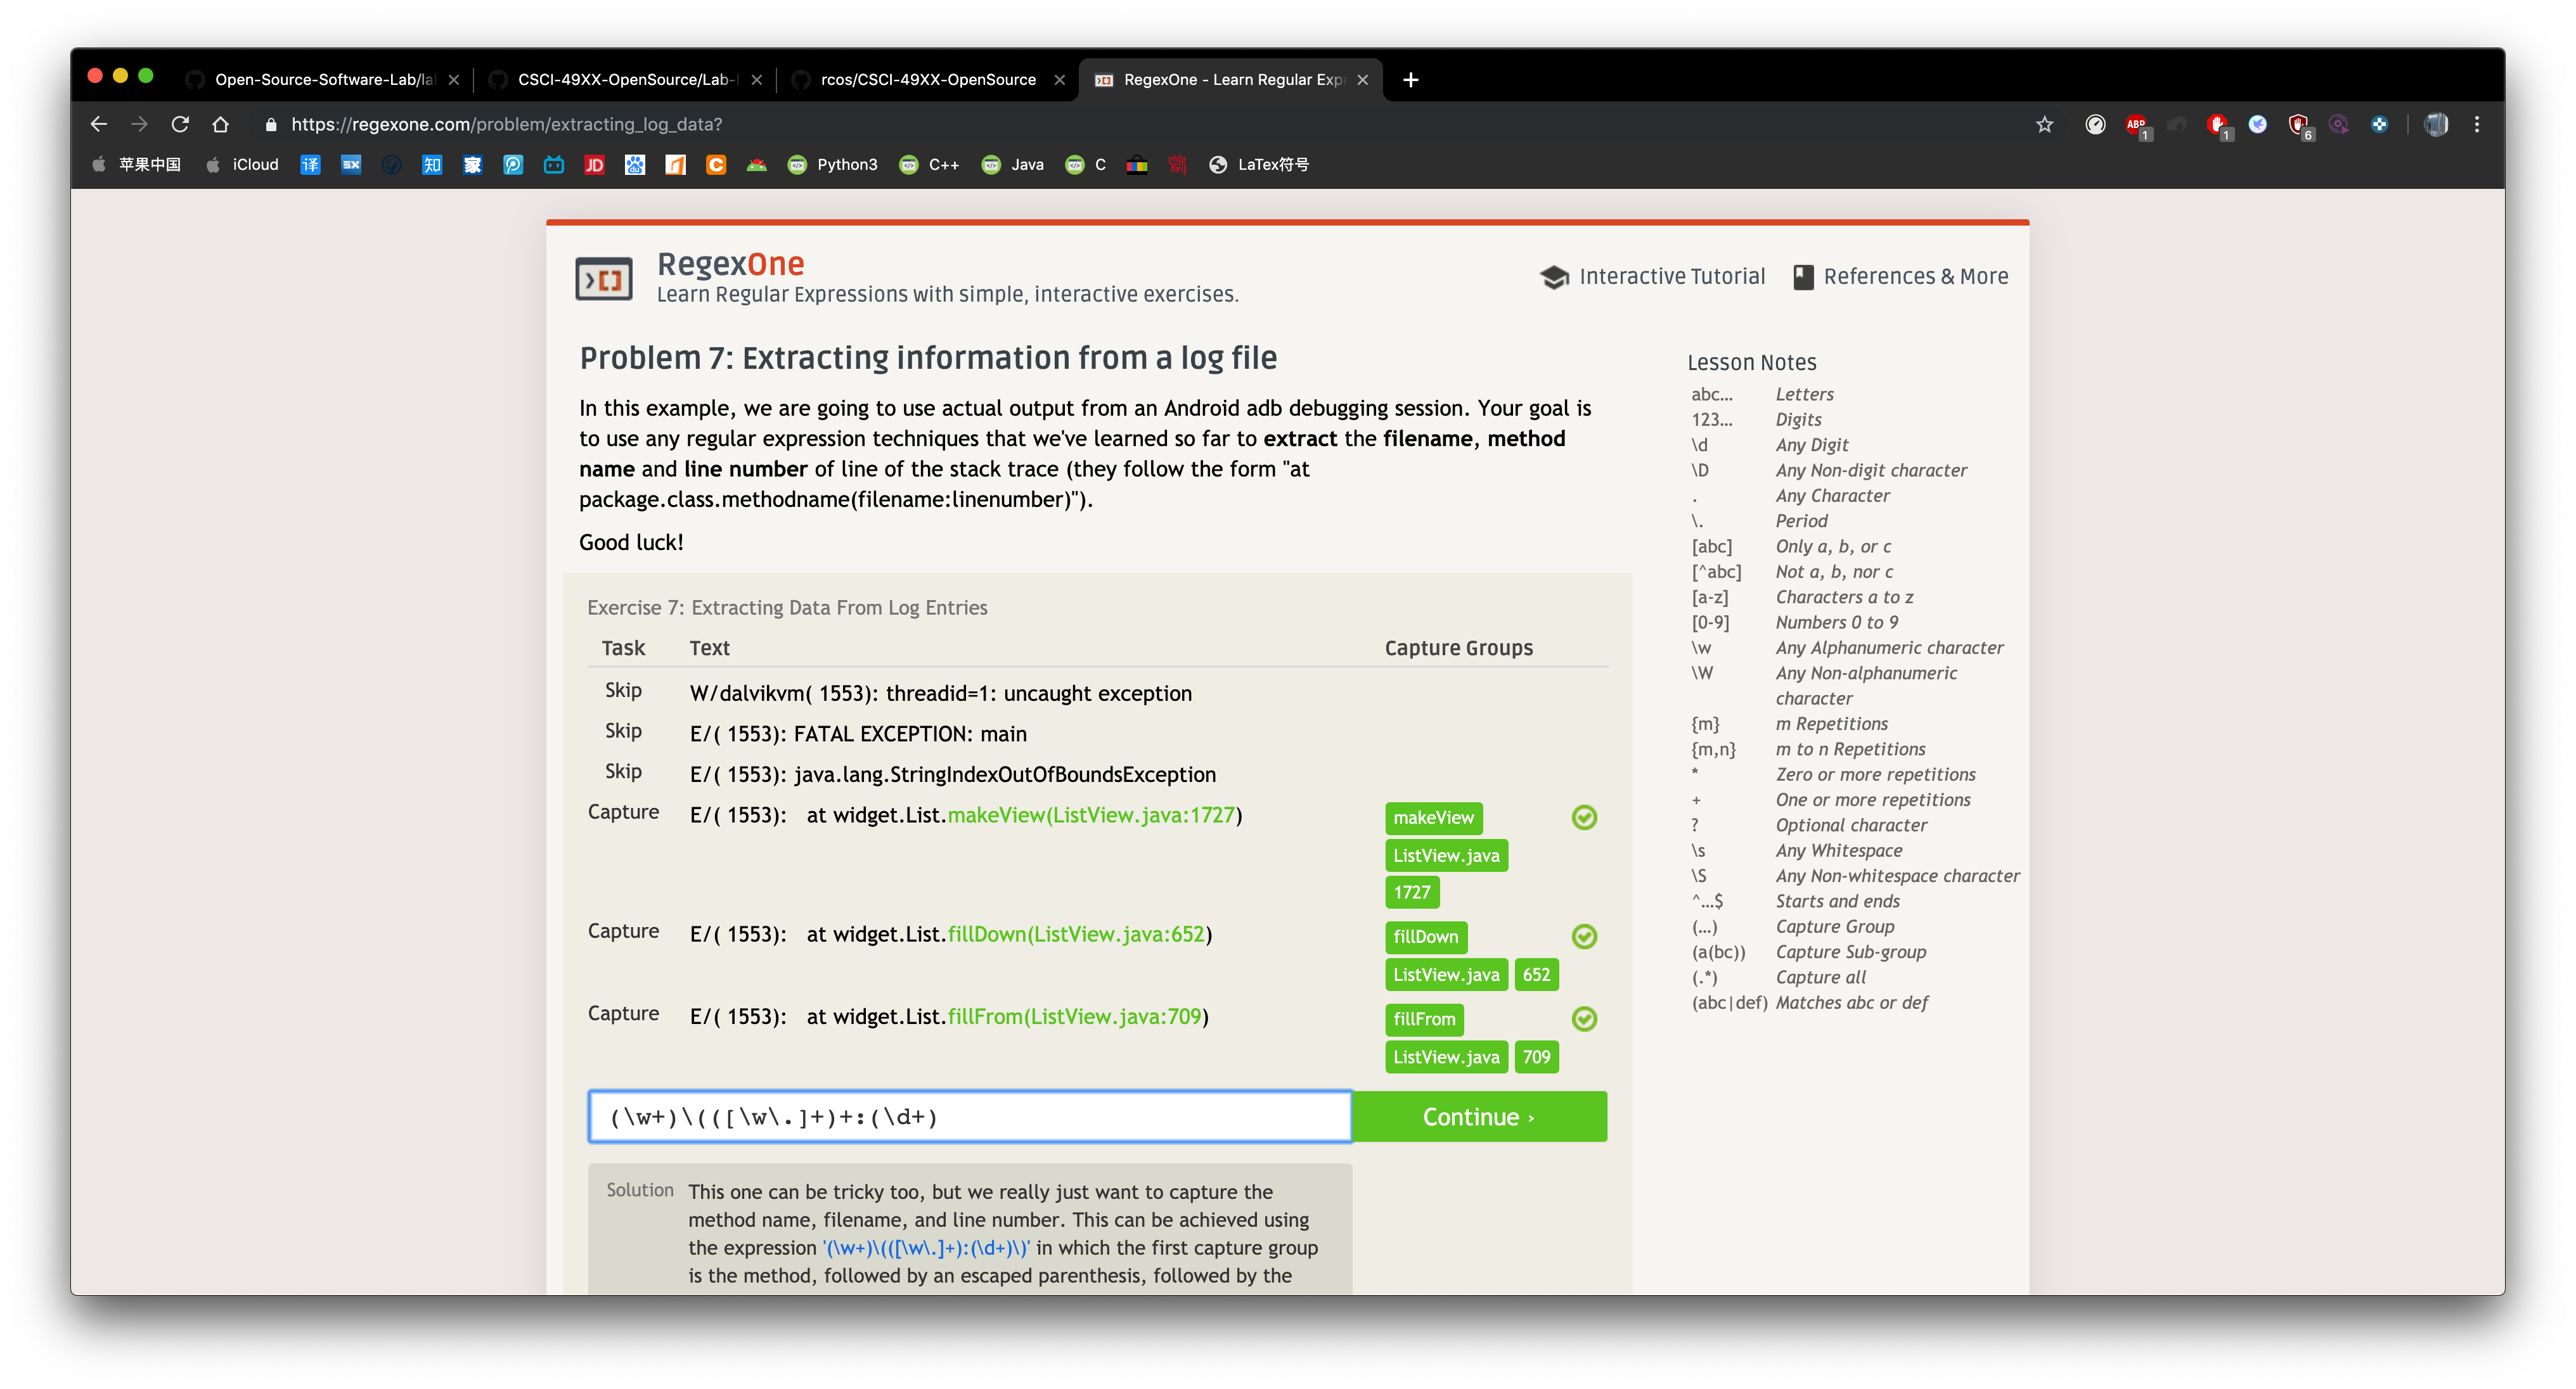 Open-Source-Software-Lab/la
CSCI-49XX-OpenSource/Lab-
rcos/CSCI-49XX-OpenSource
RegexOne - Learn Regular Exp
https://regexone.com/problem/extracting_log_data?
ABP 1 1 6
苹果中国 iCloud 译 SX 知 家 JD du C Python3 C++ Java C LaTex符号
RegexOne
Learn Regular Expressions with simple, interactive exercises.
Interactive Tutorial
References & More
Problem 7: Extracting information from a log file
In this example, we are going to use actual output from an Android adb debugging session. Your goal is
to use any regular expression techniques that we've learned so far to extract the filename, method
name and line number of line of the stack trace (they follow the form "at
package.class.methodname(filename:linenumber)").
Good luck!
Exercise 7: Extracting Data From Log Entries
Task Text Capture Groups
Skip W/dalvikvm( 1553): threadid=1: uncaught exception
Skip E/( 1553): FATAL EXCEPTION: main
Skip E/( 1553): java.lang.StringIndexOutOfBoundsException
Capture E/( 1553): at widget.List.makeView(ListView.java:1727) makeView
ListView.java
1727
Capture E/( 1553): at widget.List.fillDown(ListView.java:652) fillDown
ListView.java 652
Capture E/( 1553): at widget.List.fillFrom(ListView.java:709) fillFrom
ListView.java 709
(\w+)\(([\w\.]+)+:(\d+)
Continue ›
Solution This one can be tricky too, but we really just want to capture the
method name, filename, and line number. This can be achieved using
the expression '(\w+)\(([\w\.]+):(\d+)\)' in which the first capture group
is the method, followed by an escaped parenthesis, followed by the
Lesson Notes
abc… Letters
123… Digits
\d Any Digit
\D Any Non-digit character
. Any Character
\. Period
[abc] Only a, b, or c
[^abc] Not a, b, nor c
[a-z] Characters a to z
[0-9] Numbers 0 to 9
\w Any Alphanumeric character
\W Any Non-alphanumeric
character
{m} m Repetitions
{m,n} m to n Repetitions
* Zero or more repetitions
+ One or more repetitions
? Optional character
\s Any Whitespace
\S Any Non-whitespace character
^…$ Starts and ends
(…) Capture Group
(a(bc)) Capture Sub-group
(.*) Capture all
(abc|def) Matches abc or def